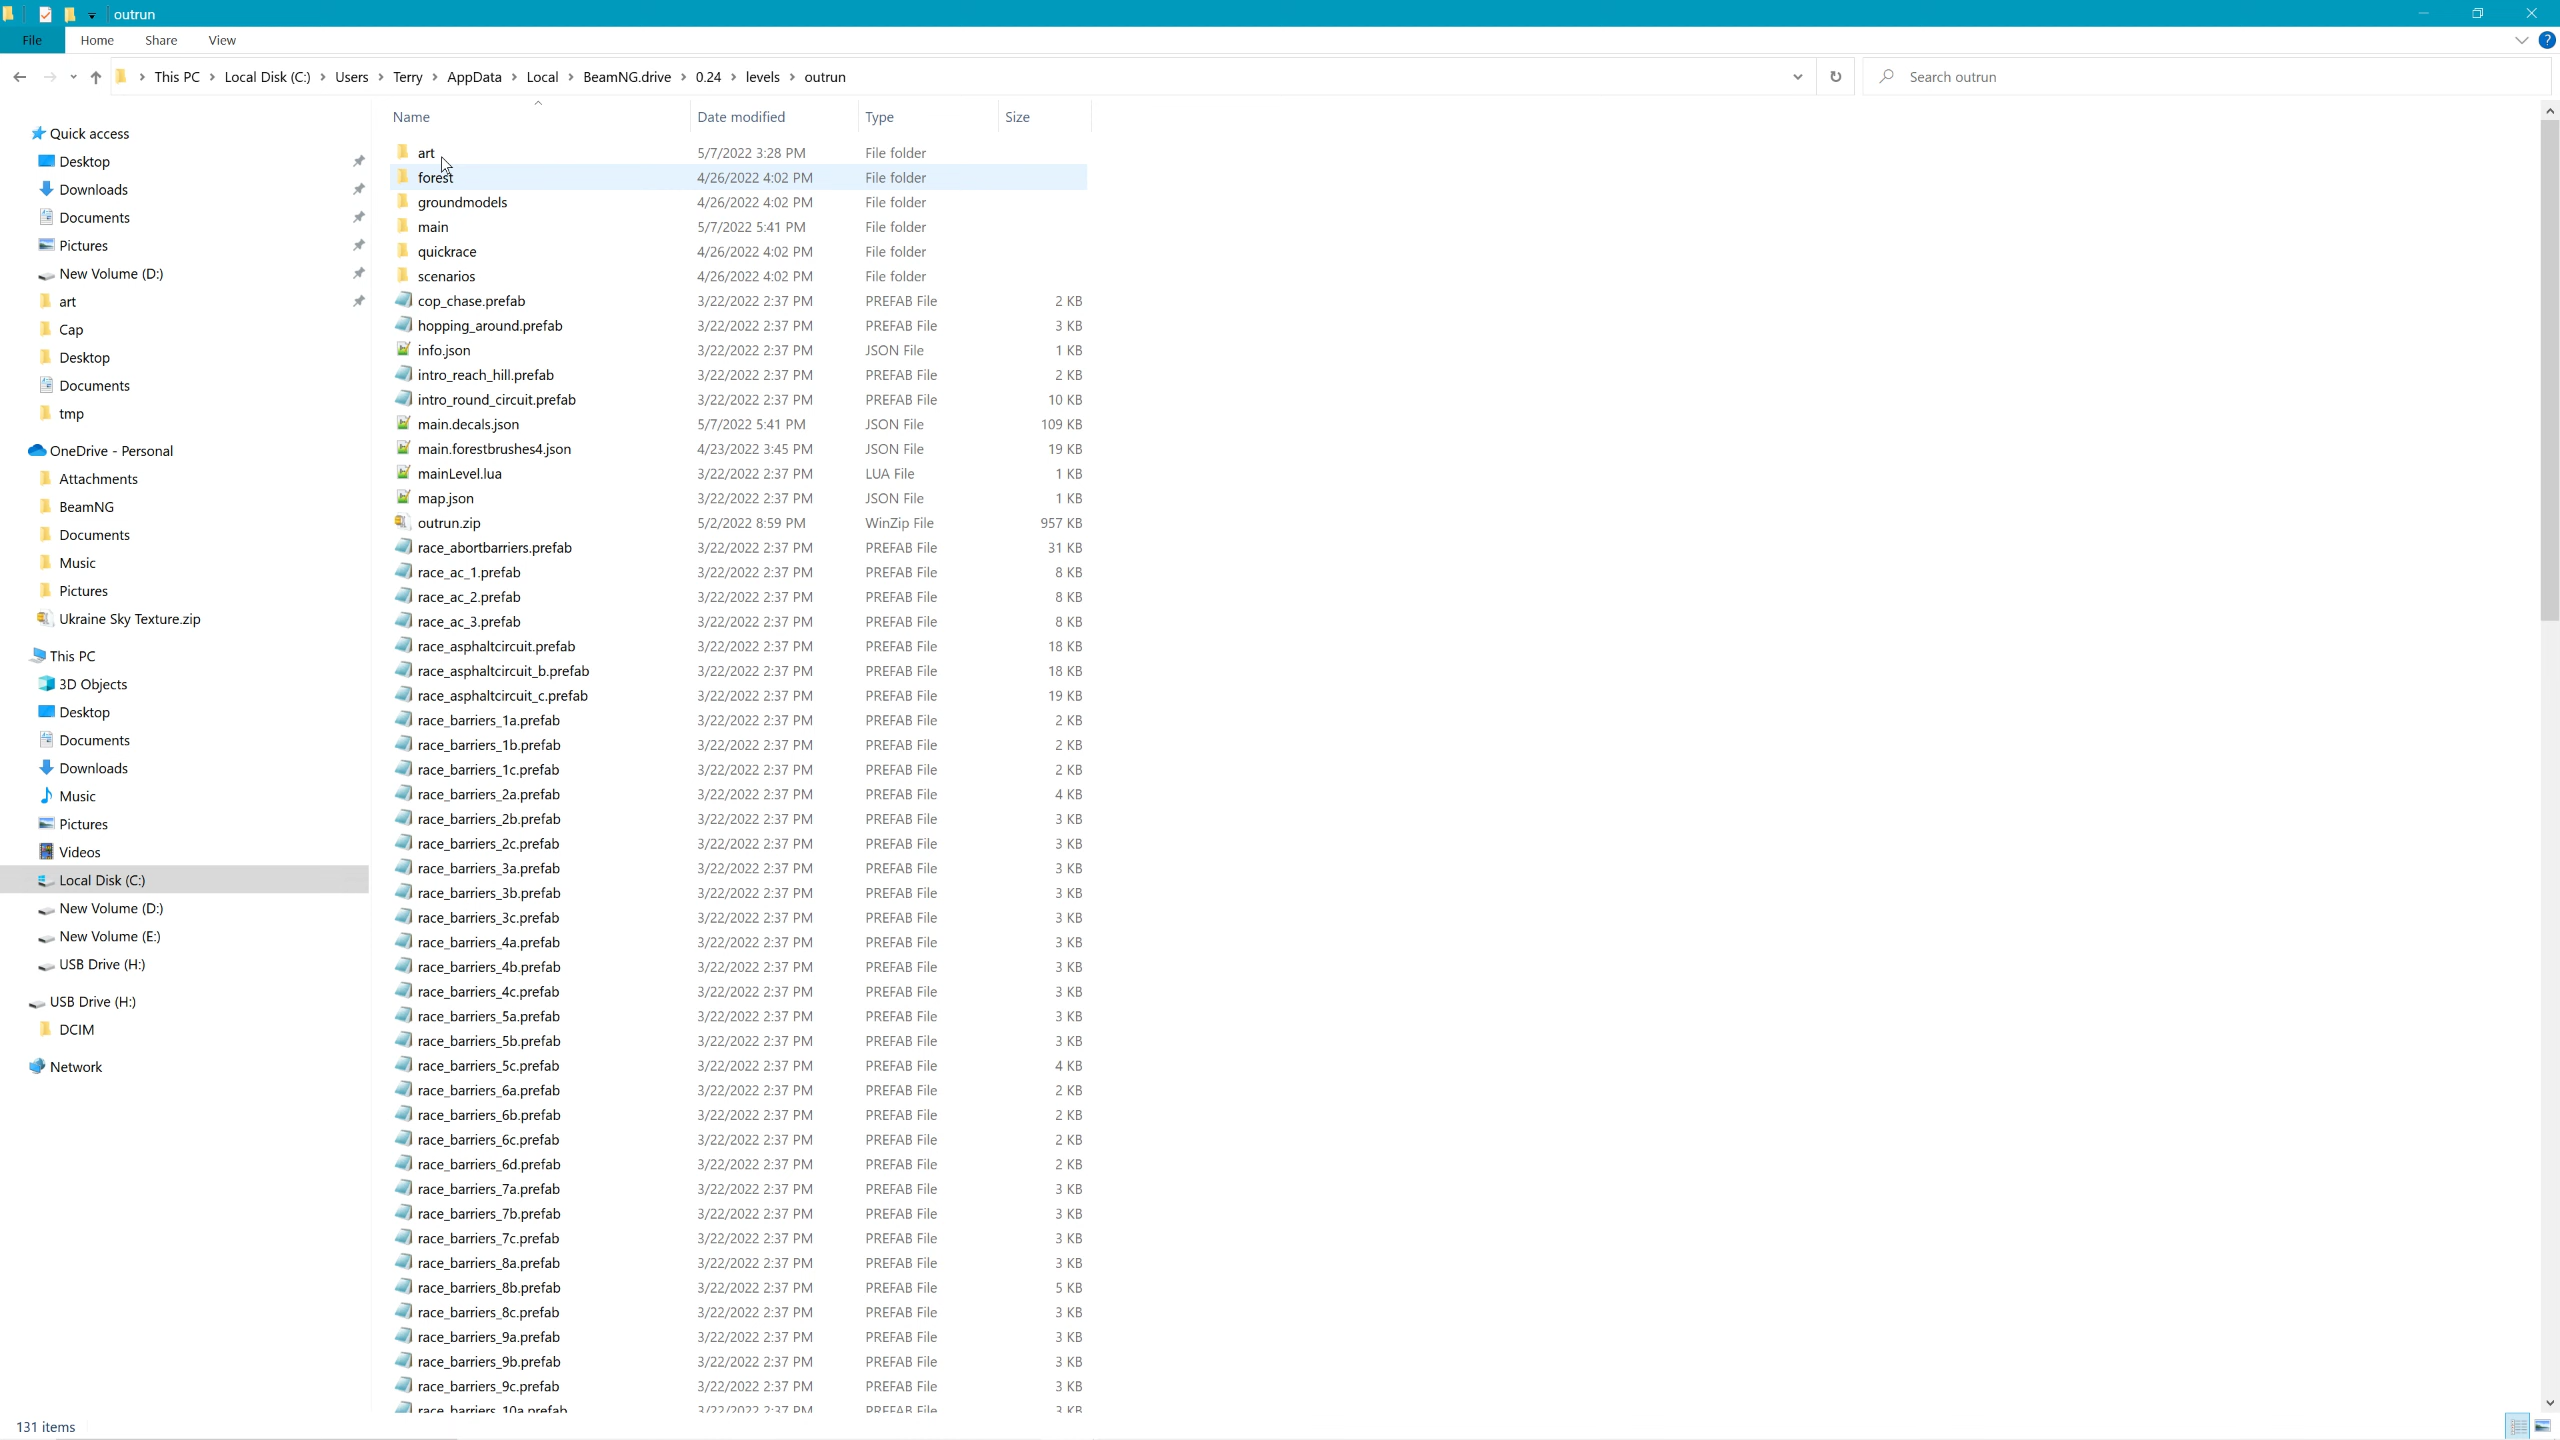 outrun
File Home Share View
This PC Local Disk (C:) Users Terry AppData Local BeamNG.drive 0.24 levels outrun Search outrun
Quick access
Desktop
Downloads
Documents
Pictures
New Volume (D:)
art
Cap
Desktop
Documents
tmp
OneDrive - Personal
Attachments
BeamNG
Documents
Music
Pictures
Ukraine Sky Texture.zip
This PC
3D Objects
Desktop
Documents
Downloads
Music
Pictures
Videos
Local Disk (C:)
New Volume (D:)
New Volume (E:)
USB Drive (H:)
USB Drive (H:)
DCIM
Network
Name Date modified Type Size
art 5/7/2022 3:28 PM File folder
forest 4/26/2022 4:02 PM File folder
groundmodels 4/26/2022 4:02 PM File folder
main 5/7/2022 5:41 PM File folder
quickrace 4/26/2022 4:02 PM File folder
scenarios 4/26/2022 4:02 PM File folder
cop_chase.prefab 3/22/2022 2:37 PM PREFAB File 2 KB
hopping_around.prefab 3/22/2022 2:37 PM PREFAB File 3 KB
info.json 3/22/2022 2:37 PM JSON File 1 KB
intro_reach_hill.prefab 3/22/2022 2:37 PM PREFAB File 2 KB
intro_round_circuit.prefab 3/22/2022 2:37 PM PREFAB File 10 KB
main.decals.json 5/7/2022 5:41 PM JSON File 109 KB
main.forestbrushes4.json 4/23/2022 3:45 PM JSON File 19 KB
mainLevel.lua 3/22/2022 2:37 PM LUA File 1 KB
map.json 3/22/2022 2:37 PM JSON File 1 KB
outrun.zip 5/2/2022 8:59 PM WinZip File 957 KB
race_abortbarriers.prefab 3/22/2022 2:37 PM PREFAB File 31 KB
race_ac_1.prefab 3/22/2022 2:37 PM PREFAB File 8 KB
race_ac_2.prefab 3/22/2022 2:37 PM PREFAB File 8 KB
race_ac_3.prefab 3/22/2022 2:37 PM PREFAB File 8 KB
race_asphaltcircuit.prefab 3/22/2022 2:37 PM PREFAB File 18 KB
race_asphaltcircuit_b.prefab 3/22/2022 2:37 PM PREFAB File 18 KB
race_asphaltcircuit_c.prefab 3/22/2022 2:37 PM PREFAB File 19 KB
race_barriers_1a.prefab 3/22/2022 2:37 PM PREFAB File 2 KB
race_barriers_1b.prefab 3/22/2022 2:37 PM PREFAB File 2 KB
race_barriers_1c.prefab 3/22/2022 2:37 PM PREFAB File 2 KB
race_barriers_2a.prefab 3/22/2022 2:37 PM PREFAB File 4 KB
race_barriers_2b.prefab 3/22/2022 2:37 PM PREFAB File 3 KB
race_barriers_2c.prefab 3/22/2022 2:37 PM PREFAB File 3 KB
race_barriers_3a.prefab 3/22/2022 2:37 PM PREFAB File 3 KB
race_barriers_3b.prefab 3/22/2022 2:37 PM PREFAB File 3 KB
race_barriers_3c.prefab 3/22/2022 2:37 PM PREFAB File 3 KB
race_barriers_4a.prefab 3/22/2022 2:37 PM PREFAB File 3 KB
race_barriers_4b.prefab 3/22/2022 2:37 PM PREFAB File 3 KB
race_barriers_4c.prefab 3/22/2022 2:37 PM PREFAB File 3 KB
race_barriers_5a.prefab 3/22/2022 2:37 PM PREFAB File 3 KB
race_barriers_5b.prefab 3/22/2022 2:37 PM PREFAB File 3 KB
race_barriers_5c.prefab 3/22/2022 2:37 PM PREFAB File 4 KB
race_barriers_6a.prefab 3/22/2022 2:37 PM PREFAB File 2 KB
race_barriers_6b.prefab 3/22/2022 2:37 PM PREFAB File 2 KB
race_barriers_6c.prefab 3/22/2022 2:37 PM PREFAB File 2 KB
race_barriers_6d.prefab 3/22/2022 2:37 PM PREFAB File 2 KB
race_barriers_7a.prefab 3/22/2022 2:37 PM PREFAB File 3 KB
race_barriers_7b.prefab 3/22/2022 2:37 PM PREFAB File 3 KB
race_barriers_7c.prefab 3/22/2022 2:37 PM PREFAB File 3 KB
race_barriers_8a.prefab 3/22/2022 2:37 PM PREFAB File 3 KB
race_barriers_8b.prefab 3/22/2022 2:37 PM PREFAB File 5 KB
race_barriers_8c.prefab 3/22/2022 2:37 PM PREFAB File 3 KB
race_barriers_9a.prefab 3/22/2022 2:37 PM PREFAB File 3 KB
race_barriers_9b.prefab 3/22/2022 2:37 PM PREFAB File 3 KB
race_barriers_9c.prefab 3/22/2022 2:37 PM PREFAB File 3 KB
race_barriers_10a.prefab 3/22/2022 2:37 PM PREFAB File 3 KB
131 items